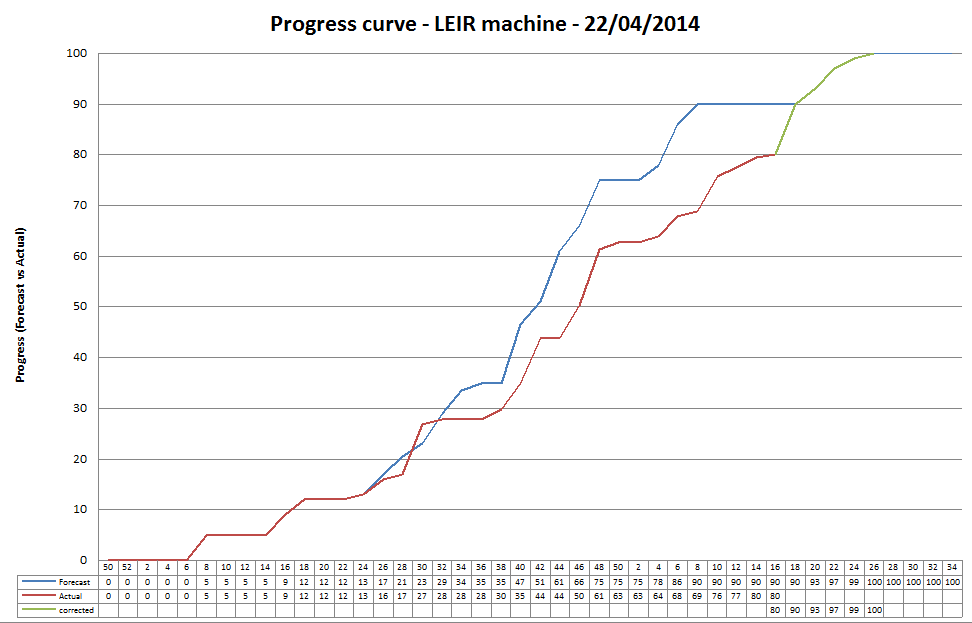 Progress curve - LEIR machine - 22/04/2014
Progress (Forecast vs Actual)
100
90
80
70
60
50
40
30
20
10
0
50 52 2 4 6 8 10 12 14 16 18 20 22 24 26 28 30 32 34 36 38 40 42 44 46 48 50 2 4 6 8 10 12 14 16 18 20 22 24 26 28 30 32 34
Forecast 0 0 0 0 0 5 5 5 5 9 12 12 12 13 17 21 23 29 34 35 35 47 51 61 66 75 75 75 78 86 90 90 90 90 90 90 93 97 99 100 100 100 100 100
Actual 0 0 0 0 0 5 5 5 5 9 12 12 12 13 16 17 27 28 28 28 30 35 44 44 50 61 63 63 64 68 69 76 77 80 80
corrected 80 90 93 97 99 100